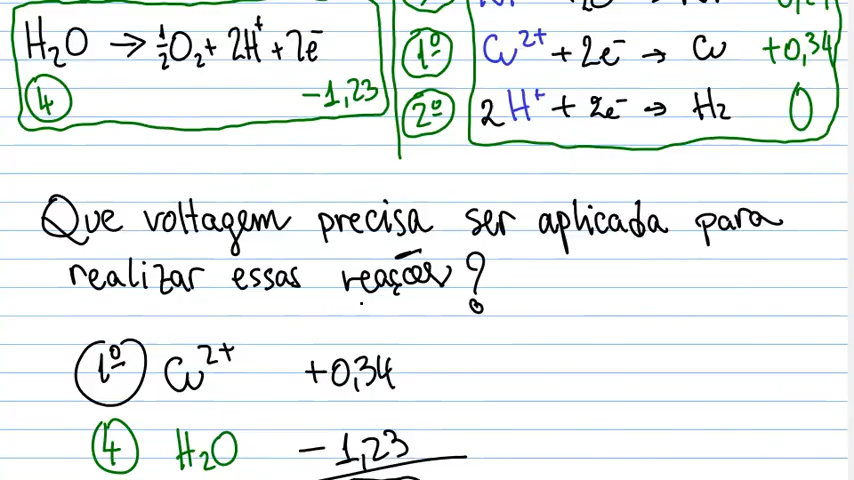 H₂O → ½O₂ + 2H⁺ + 2e⁻
④ -1,23
1º Cu²⁺ + 2e⁻ → Cu +0,34
2º 2H⁺ + 2e⁻ → H₂ 0
Que voltagem precisa ser aplicada para
realizar essas reações?
1º Cu²⁺ +0,34
④ H₂O -1,23